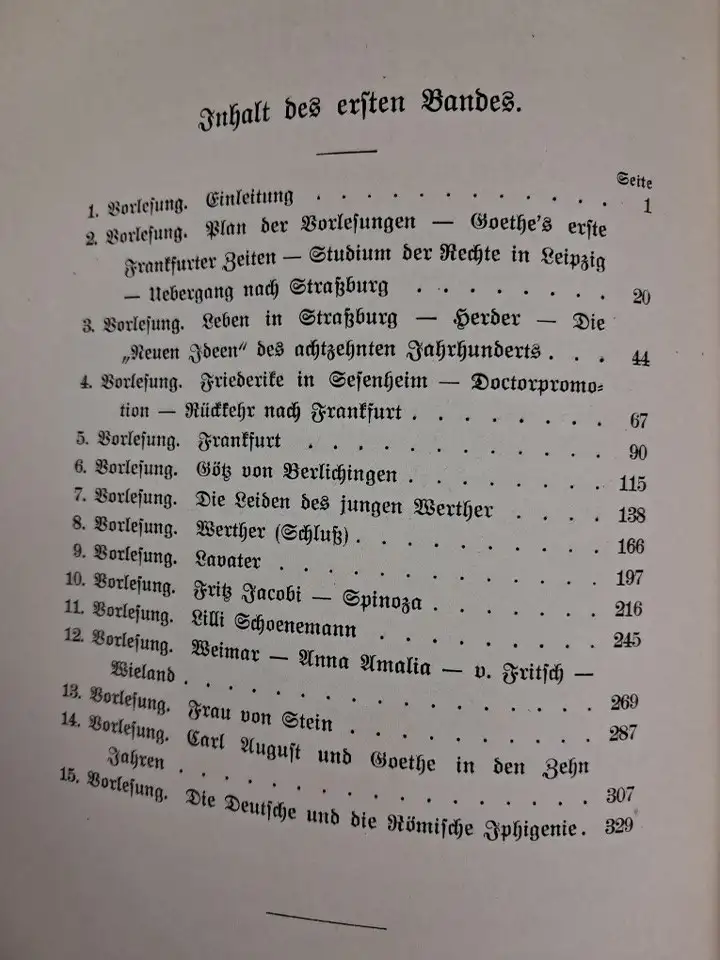 Inhalt des ersten Bandes.
Seite
1. Vorlesung. Einleitung . . . . . . . . . . . . 1
2. Vorlesung. Plan der Vorlesungen — Goethe's erste
Frankfurter Zeiten — Studium der Rechte in Leipzig
— Uebergang nach Straßburg . . . . . . . 20
3. Vorlesung. Leben in Straßburg — Herder — Die
„Neuen Ideen“ des achtzehnten Jahrhunderts . . . 44
4. Vorlesung. Friederike in Sesenheim — Doctorpromo-
tion — Rückkehr nach Frankfurt . . . . . . . 67
5. Vorlesung. Frankfurt . . . . . . . . . . . 90
6. Vorlesung. Götz von Berlichingen . . . . . . . 115
7. Vorlesung. Die Leiden des jungen Werther . . . . 138
8. Vorlesung. Werther (Schluß) . . . . . . . . . 166
9. Vorlesung. Lavater . . . . . . . . . . . . 197
10. Vorlesung. Fritz Jacobi — Spinoza . . . . . . . 216
11. Vorlesung. Lilli Schoenemann . . . . . . . . 245
12. Vorlesung. Weimar — Anna Amalia — v. Fritsch —
Wieland . . . . . . . . . . . . . . . 269
13. Vorlesung. Frau von Stein . . . . . . . . . 287
14. Vorlesung. Carl August und Goethe in den Zehn
Jahren . . . . . . . . . . . . . . . . 307
15. Vorlesung. Die Deutsche und die Römische Iphigenie . 329